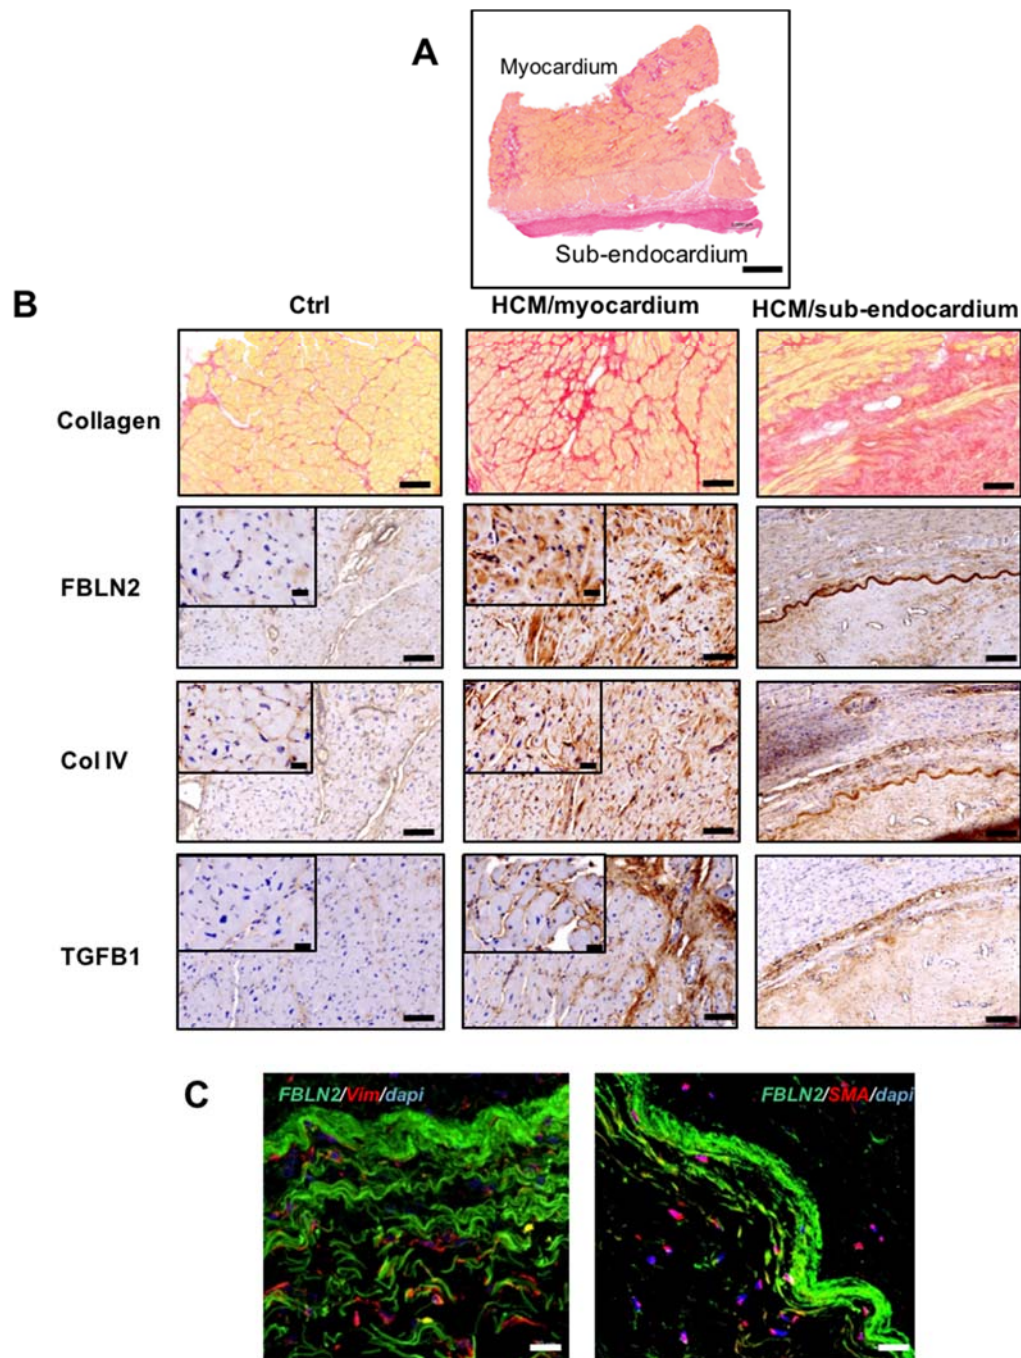 A
Myocardium
Sub-endocardium
B
Ctrl
HCM/myocardium
HCM/sub-endocardium
Collagen
FBLN2
Col IV
TGFB1
C
FBLN2/Vim/dapi
FBLN2/SMA/dapi